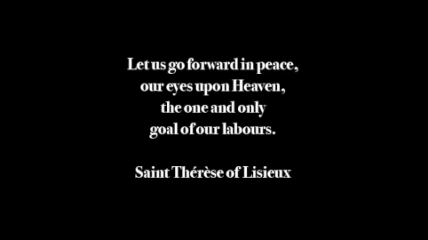 Let us go forward in peace,
our eyes upon Heaven,
the one and only
goal of our labours.
Saint Thérèse of Lisieux